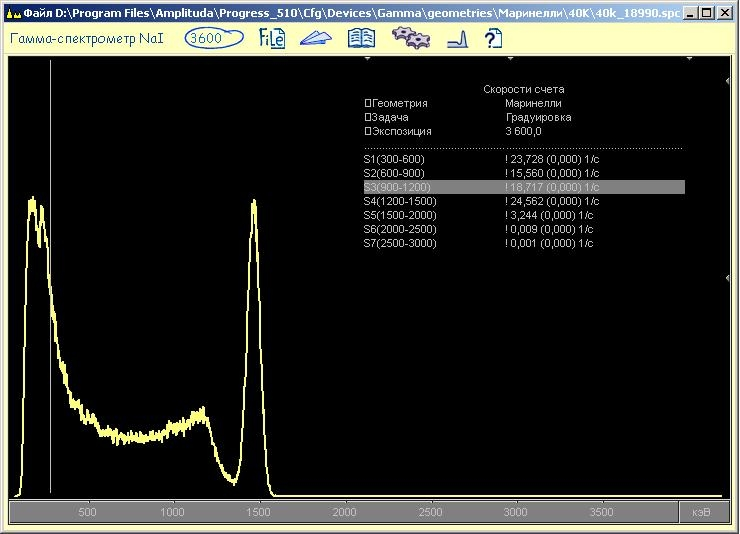 Файл D:\Program Files\Amplituda\Progress_510\Cfg\Devices\Gamma\geometries\Маринелли\40K\40k_18990.spc
Гамма-спектрометр NaI 3600 File
Скорости счета
Геометрия Маринелли
Задача Градуировка
Экспозиция 3 600,0
S1(300-600) ! 23,728 (0,000) 1/с
S2(600-900) ! 15,560 (0,000) 1/с
S3(900-1200) ! 18,717 (0,000) 1/с
S4(1200-1500) ! 24,562 (0,000) 1/с
S5(1500-2000) ! 3,244 (0,000) 1/с
S6(2000-2500) ! 0,009 (0,000) 1/с
S7(2500-3000) ! 0,001 (0,000) 1/с
500 1000 1500 2000 2500 3000 3500 кэВ